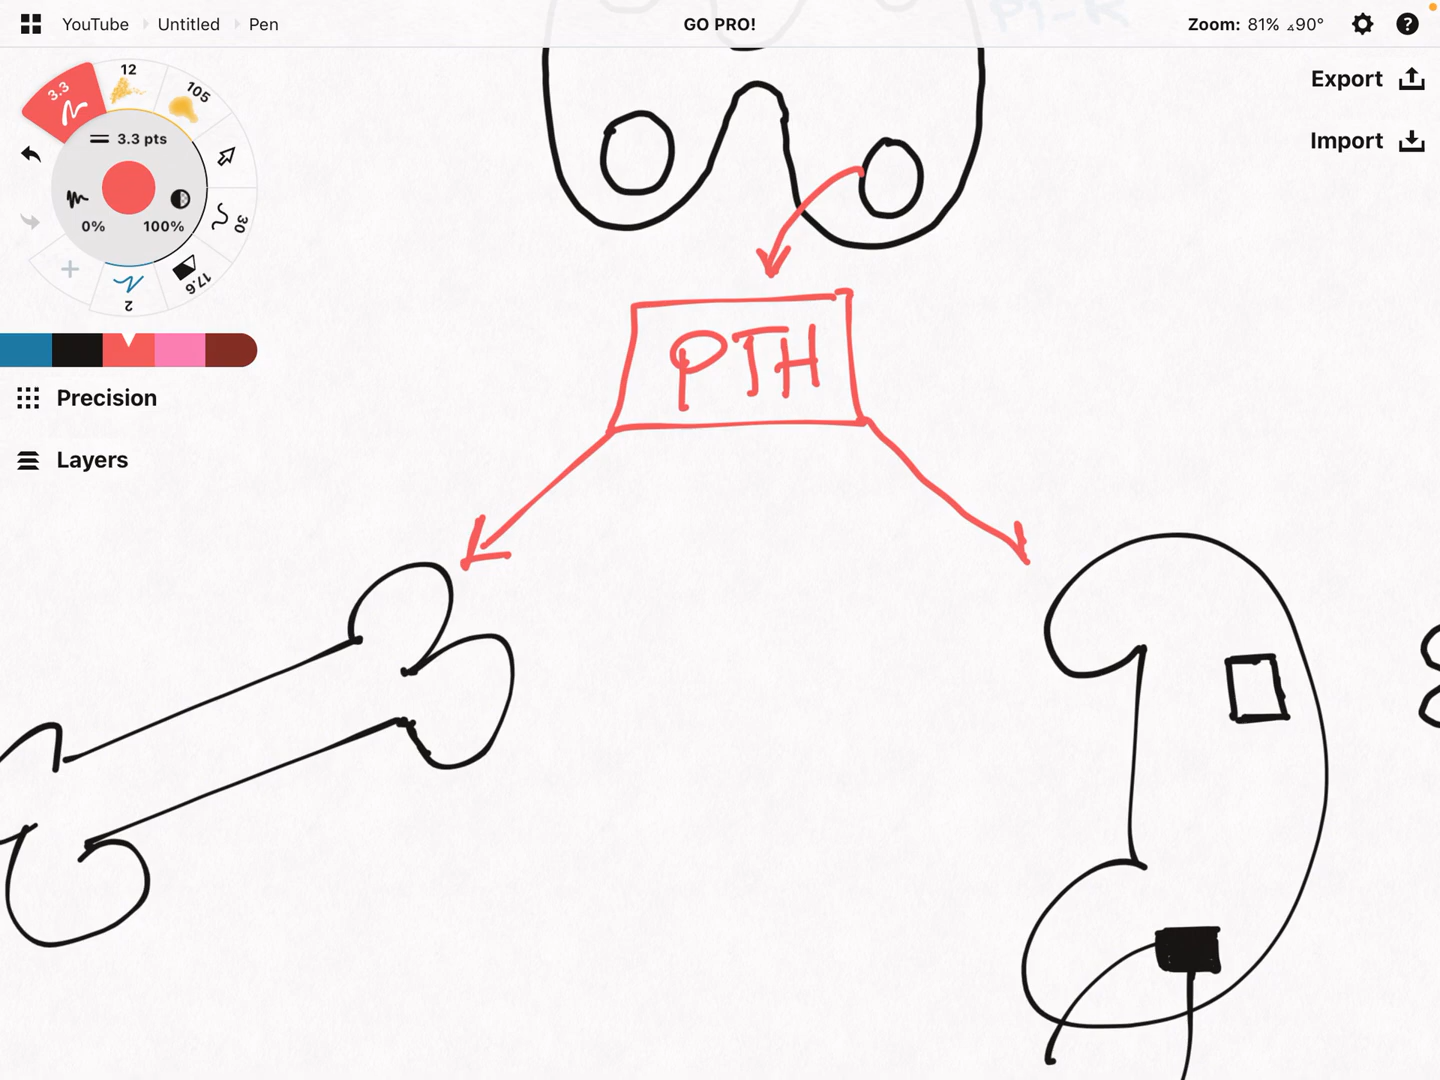 YouTube Untitled Pen
GO PRO!
Zoom: 81% ⦣90°
Export
Import
3.3
12
105
3.3 pts
0%
100%
30
17.6
2
Precision
Layers
PTH